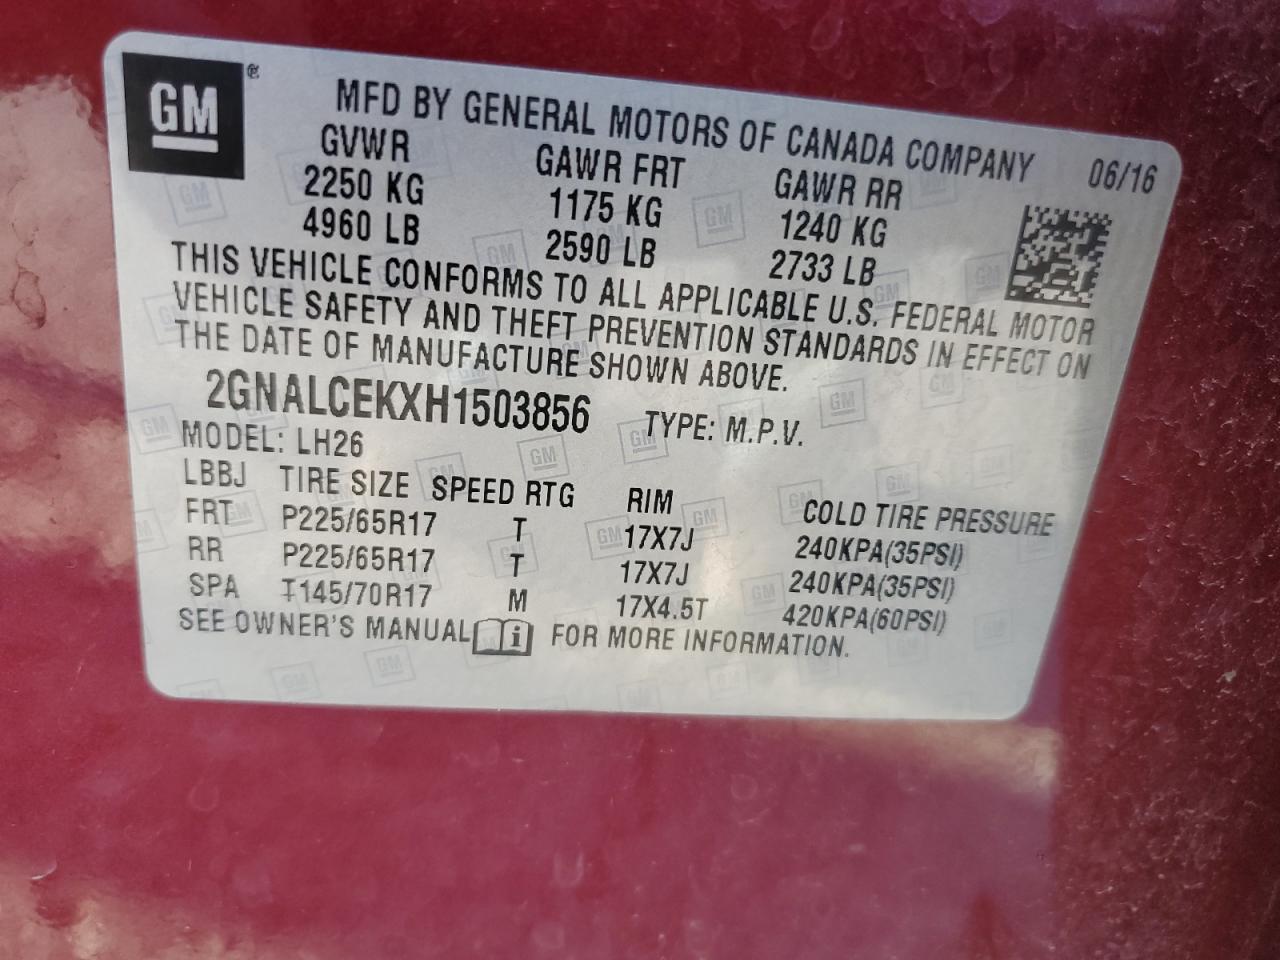 GM®
MFD BY GENERAL MOTORS OF CANADA COMPANY 06/16
GVWR GAWR FRT GAWR RR
2250 KG 1175 KG 1240 KG
4960 LB 2590 LB 2733 LB
THIS VEHICLE CONFORMS TO ALL APPLICABLE U.S. FEDERAL MOTOR
VEHICLE SAFETY AND THEFT PREVENTION STANDARDS IN EFFECT ON
THE DATE OF MANUFACTURE SHOWN ABOVE.
2GNALCEKXH1503856 TYPE: M.P.V.
MODEL: LH26
LBBJ TIRE SIZE SPEED RTG RIM COLD TIRE PRESSURE
FRT P225/65R17 T 17X7J 240KPA(35PSI)
RR P225/65R17 T 17X7J 240KPA(35PSI)
SPA T145/70R17 M 17X4.5T 420KPA(60PSI)
SEE OWNER'S MANUAL i FOR MORE INFORMATION.